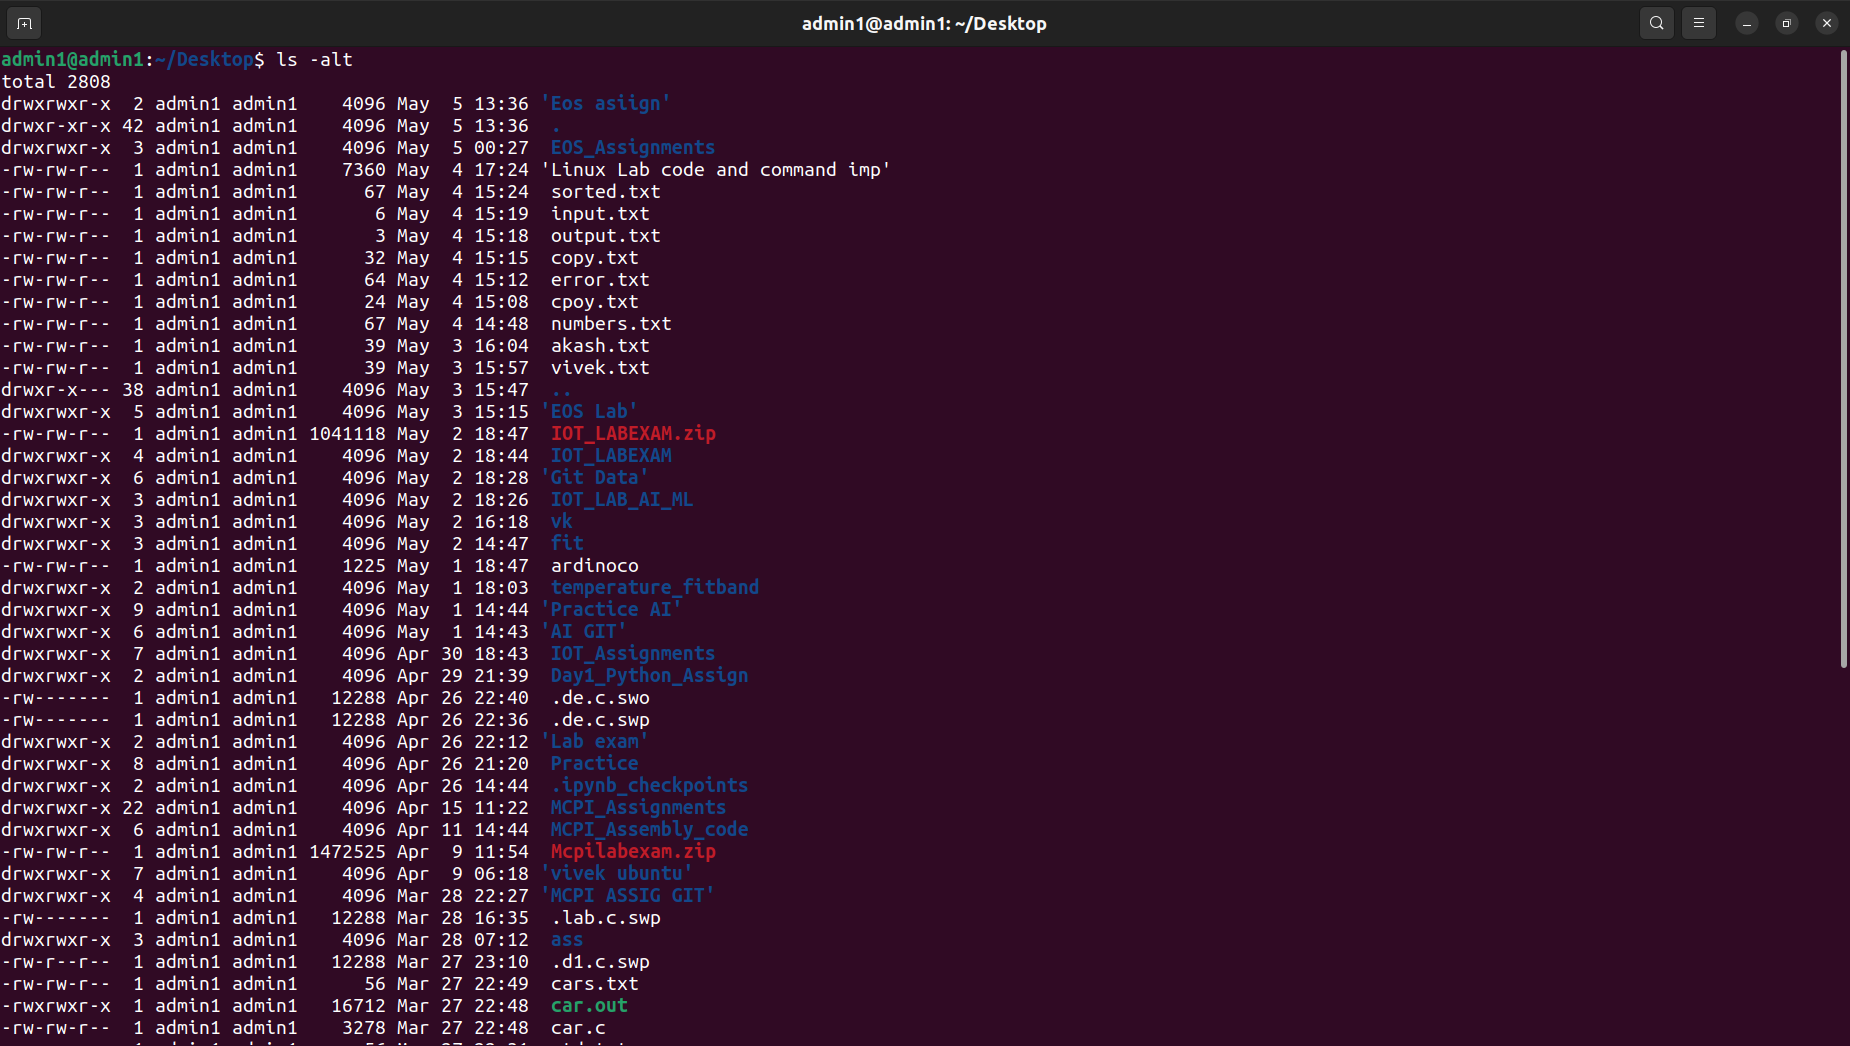 admin1@admin1: ~/Desktop
admin1@admin1:~/Desktop$ ls -alt
total 2808
drwxrwxr-x  2 admin1 admin1    4096 May  5 13:36 'Eos asiign'
drwxr-xr-x 42 admin1 admin1    4096 May  5 13:36  .
drwxrwxr-x  3 admin1 admin1    4096 May  5 00:27  EOS_Assignments
-rw-rw-r--  1 admin1 admin1    7360 May  4 17:24 'Linux Lab code and command imp'
-rw-rw-r--  1 admin1 admin1      67 May  4 15:24  sorted.txt
-rw-rw-r--  1 admin1 admin1       6 May  4 15:19  input.txt
-rw-rw-r--  1 admin1 admin1       3 May  4 15:18  output.txt
-rw-rw-r--  1 admin1 admin1      32 May  4 15:15  copy.txt
-rw-rw-r--  1 admin1 admin1      64 May  4 15:12  error.txt
-rw-rw-r--  1 admin1 admin1      24 May  4 15:08  cpoy.txt
-rw-rw-r--  1 admin1 admin1      67 May  4 14:48  numbers.txt
-rw-rw-r--  1 admin1 admin1      39 May  3 16:04  akash.txt
-rw-rw-r--  1 admin1 admin1      39 May  3 15:57  vivek.txt
drwxr-x--- 38 admin1 admin1    4096 May  3 15:47  ..
drwxrwxr-x  5 admin1 admin1    4096 May  3 15:15 'EOS Lab'
-rw-rw-r--  1 admin1 admin1 1041118 May  2 18:47  IOT_LABEXAM.zip
drwxrwxr-x  4 admin1 admin1    4096 May  2 18:44  IOT_LABEXAM
drwxrwxr-x  6 admin1 admin1    4096 May  2 18:28 'Git Data'
drwxrwxr-x  3 admin1 admin1    4096 May  2 18:26  IOT_LAB_AI_ML
drwxrwxr-x  3 admin1 admin1    4096 May  2 16:18  vk
drwxrwxr-x  3 admin1 admin1    4096 May  2 14:47  fit
-rw-rw-r--  1 admin1 admin1    1225 May  1 18:47  ardinoco
drwxrwxr-x  2 admin1 admin1    4096 May  1 18:03  temperature_fitband
drwxrwxr-x  9 admin1 admin1    4096 May  1 14:44 'Practice AI'
drwxrwxr-x  6 admin1 admin1    4096 May  1 14:43 'AI GIT'
drwxrwxr-x  7 admin1 admin1    4096 Apr 30 18:43  IOT_Assignments
drwxrwxr-x  2 admin1 admin1    4096 Apr 29 21:39  Day1_Python_Assign
-rw-------  1 admin1 admin1   12288 Apr 26 22:40  .de.c.swo
-rw-------  1 admin1 admin1   12288 Apr 26 22:36  .de.c.swp
drwxrwxr-x  2 admin1 admin1    4096 Apr 26 22:12 'Lab exam'
drwxrwxr-x  8 admin1 admin1    4096 Apr 26 21:20  Practice
drwxrwxr-x  2 admin1 admin1    4096 Apr 26 14:44  .ipynb_checkpoints
drwxrwxr-x 22 admin1 admin1    4096 Apr 15 11:22  MCPI_Assignments
drwxrwxr-x  6 admin1 admin1    4096 Apr 11 14:44  MCPI_Assembly_code
-rw-rw-r--  1 admin1 admin1 1472525 Apr  9 11:54  Mcpilabexam.zip
drwxrwxr-x  7 admin1 admin1    4096 Apr  9 06:18 'vivek ubuntu'
drwxrwxr-x  4 admin1 admin1    4096 Mar 28 22:27 'MCPI ASSIG GIT'
-rw-------  1 admin1 admin1   12288 Mar 28 16:35  .lab.c.swp
drwxrwxr-x  3 admin1 admin1    4096 Mar 28 07:12  ass
-rw-r--r--  1 admin1 admin1   12288 Mar 27 23:10  .d1.c.swp
-rw-rw-r--  1 admin1 admin1      56 Mar 27 22:49  cars.txt
-rwxrwxr-x  1 admin1 admin1   16712 Mar 27 22:48  car.out
-rw-rw-r--  1 admin1 admin1    3278 Mar 27 22:48  car.c